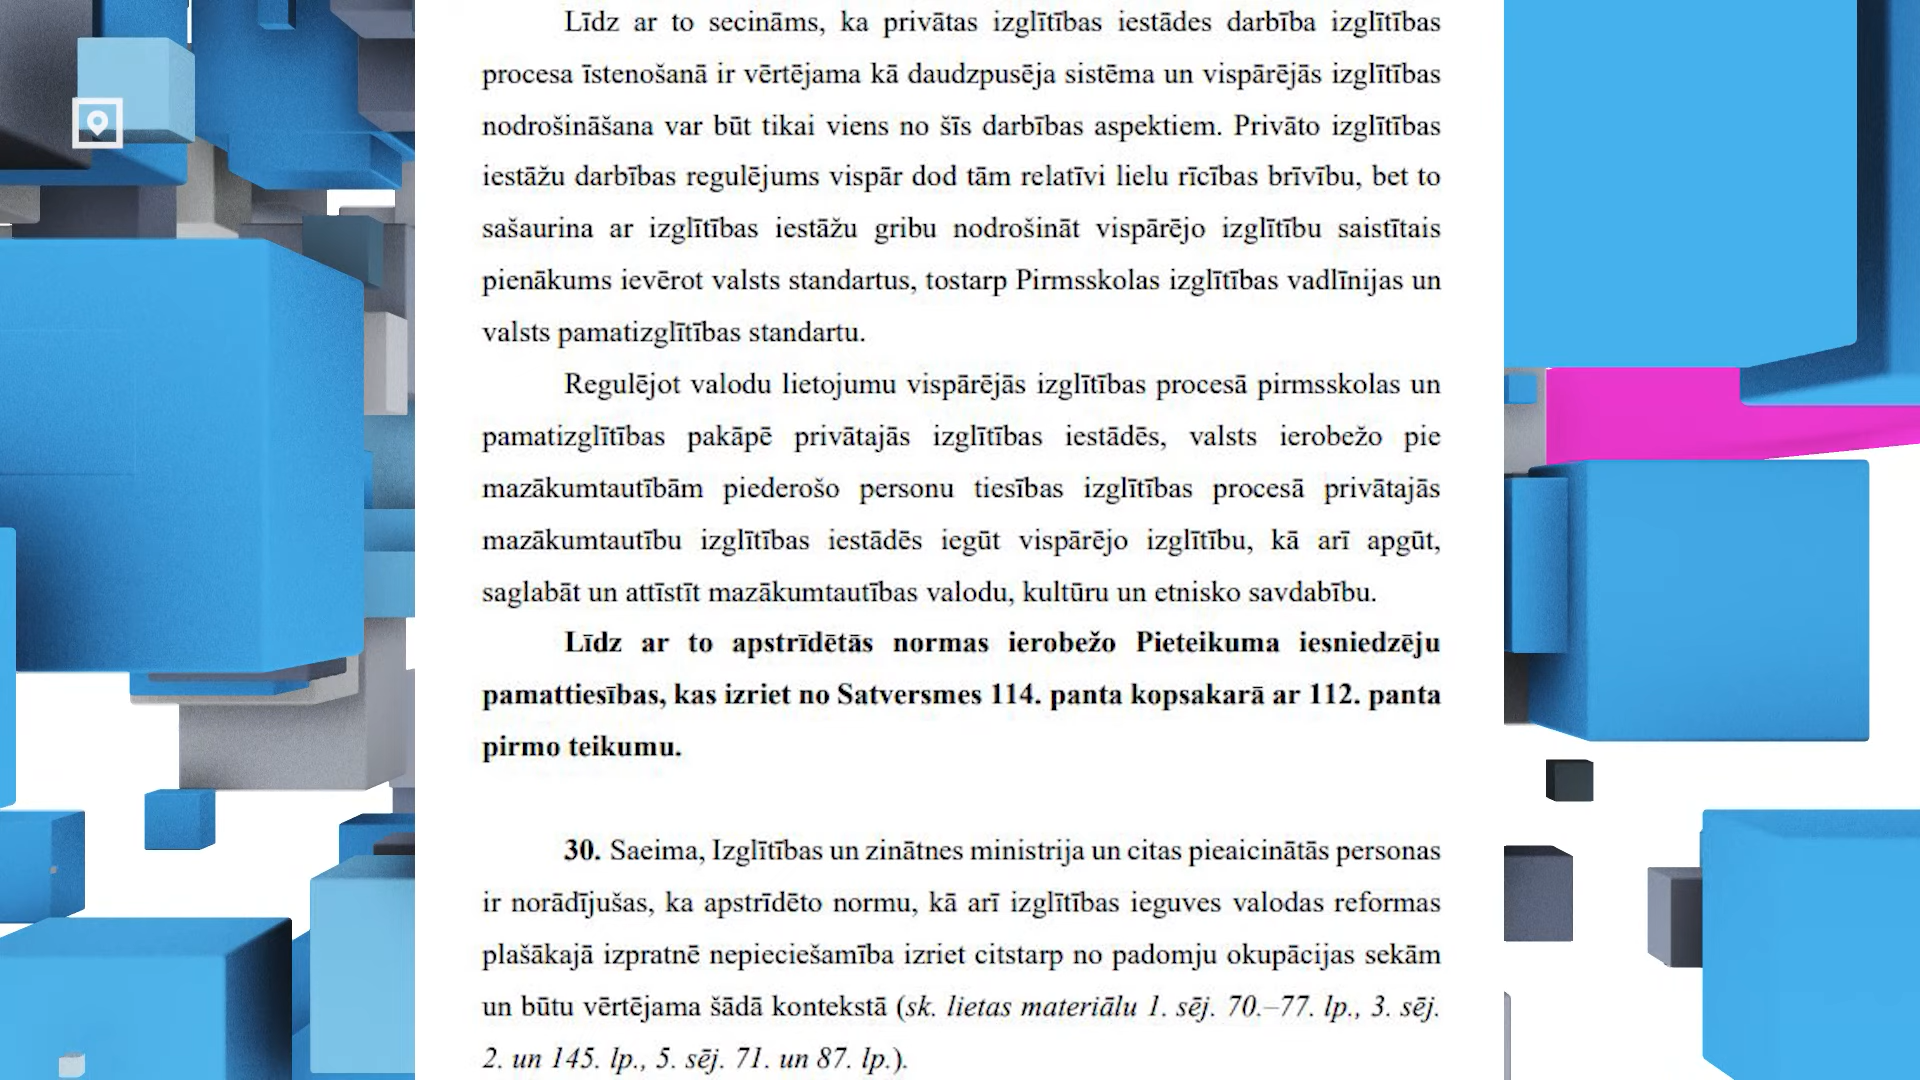 Līdz ar to secināms, ka privātas izglītības iestādes darbība izglītības
procesa īstenošanā ir vērtējama kā daudzpusēja sistēma un vispārējās izglītības
nodrošināšana var būt tikai viens no šīs darbības aspektiem. Privāto izglītības
iestāžu darbības regulējums vispār dod tām relatīvi lielu rīcības brīvību, bet to
sašaurina ar izglītības iestāžu gribu nodrošināt vispārējo izglītību saistītais
pienākums ievērot valsts standartus, tostarp Pirmsskolas izglītības vadlīnijas un
valsts pamatizglītības standartu.
Regulējot valodu lietojumu vispārējās izglītības procesā pirmsskolas un
pamatizglītības pakāpē privātajās izglītības iestādēs, valsts ierobežo pie
mazākumtautībām piederošo personu tiesības izglītības procesā privātajās
mazākumtautību izglītības iestādēs iegūt vispārējo izglītību, kā arī apgūt,
saglabāt un attīstīt mazākumtautības valodu, kultūru un etnisko savdabību.
Līdz ar to apstrīdētās normas ierobežo Pieteikuma iesniedzēju
pamattiesības, kas izriet no Satversmes 114. panta kopsakarā ar 112. panta
pirmo teikumu.
30. Saeima, Izglītības un zinātnes ministrija un citas pieaicinātās personas
ir norādījušas, ka apstrīdēto normu, kā arī izglītības ieguves valodas reformas
plašākajā izpratnē nepieciešamība izriet citstarp no padomju okupācijas sekām
un būtu vērtējama šādā kontekstā (sk. lietas materiālu 1. sēj. 70.–77. lp., 3. sēj.
2. un 145. lp., 5. sēj. 71. un 87. lp.).